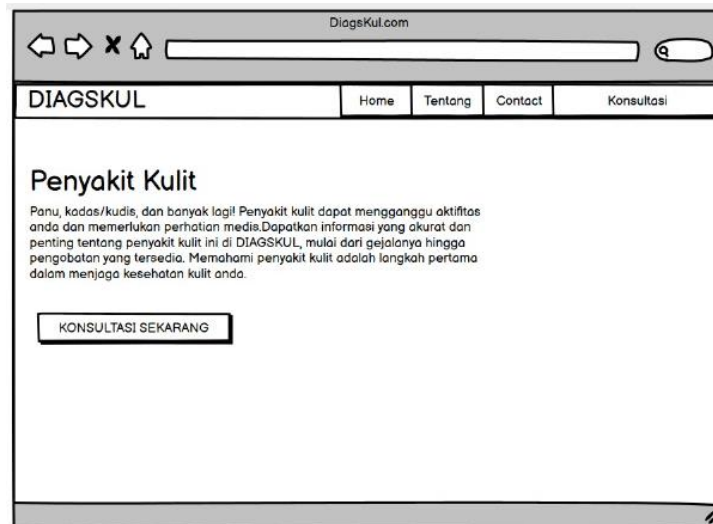 DiagsKul.com
DIAGSKUL
Home
Tentang
Contact
Konsultasi
Penyakit Kulit
Panu, kadas/kudis, dan banyak lagi! Penyakit kulit dapat mengganggu aktifitas
anda dan memerlukan perhatian medis.Dapatkan informasi yang akurat dan
penting tentang penyakit kulit ini di DIAGSKUL, mulai dari gejalanya hingga
pengobatan yang tersedia. Memahami penyakit kulit adalah langkah pertama
dalam menjaga kesehatan kulit anda.
KONSULTASI SEKARANG